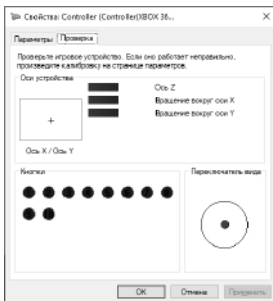 Свойства: Controller (Controller(XBOX 36...
Параметры Проверка
Проверьте игровое устройство. Если оно работает неправильно,
произведите калибровку на странице параметров.
Оси устройства
Ось Z
Вращение вокруг оси X
Вращение вокруг оси Y
Ось X / Ось Y
Кнопки
Переключатель вида
OK Отмена Применить